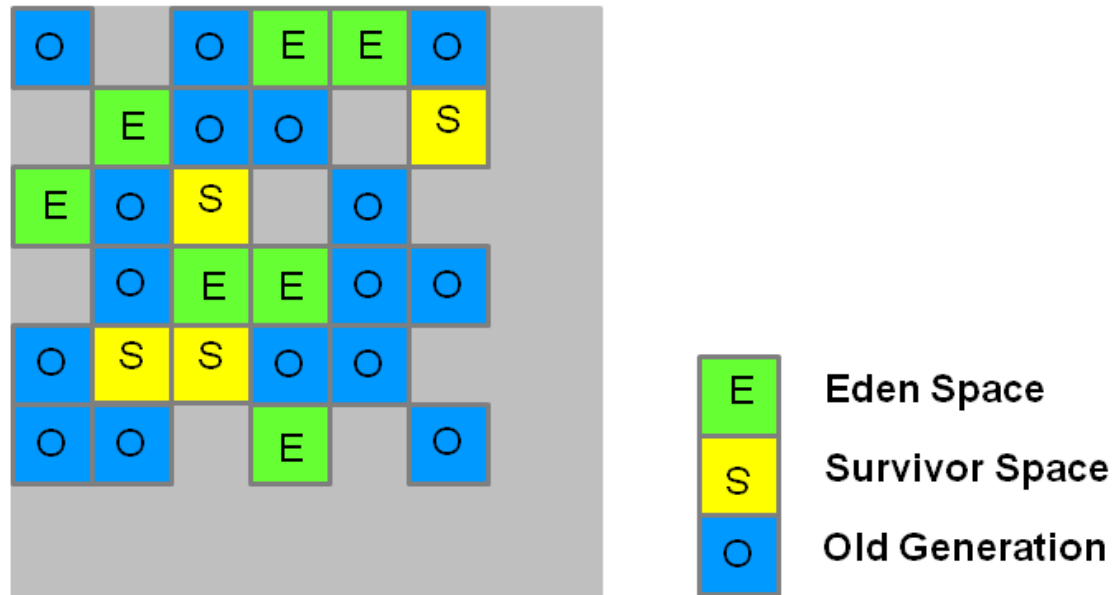 O O E E O
E O O S
E O S O
O E E O O
O S S O O
O O E O
E Eden Space
S Survivor Space
O Old Generation